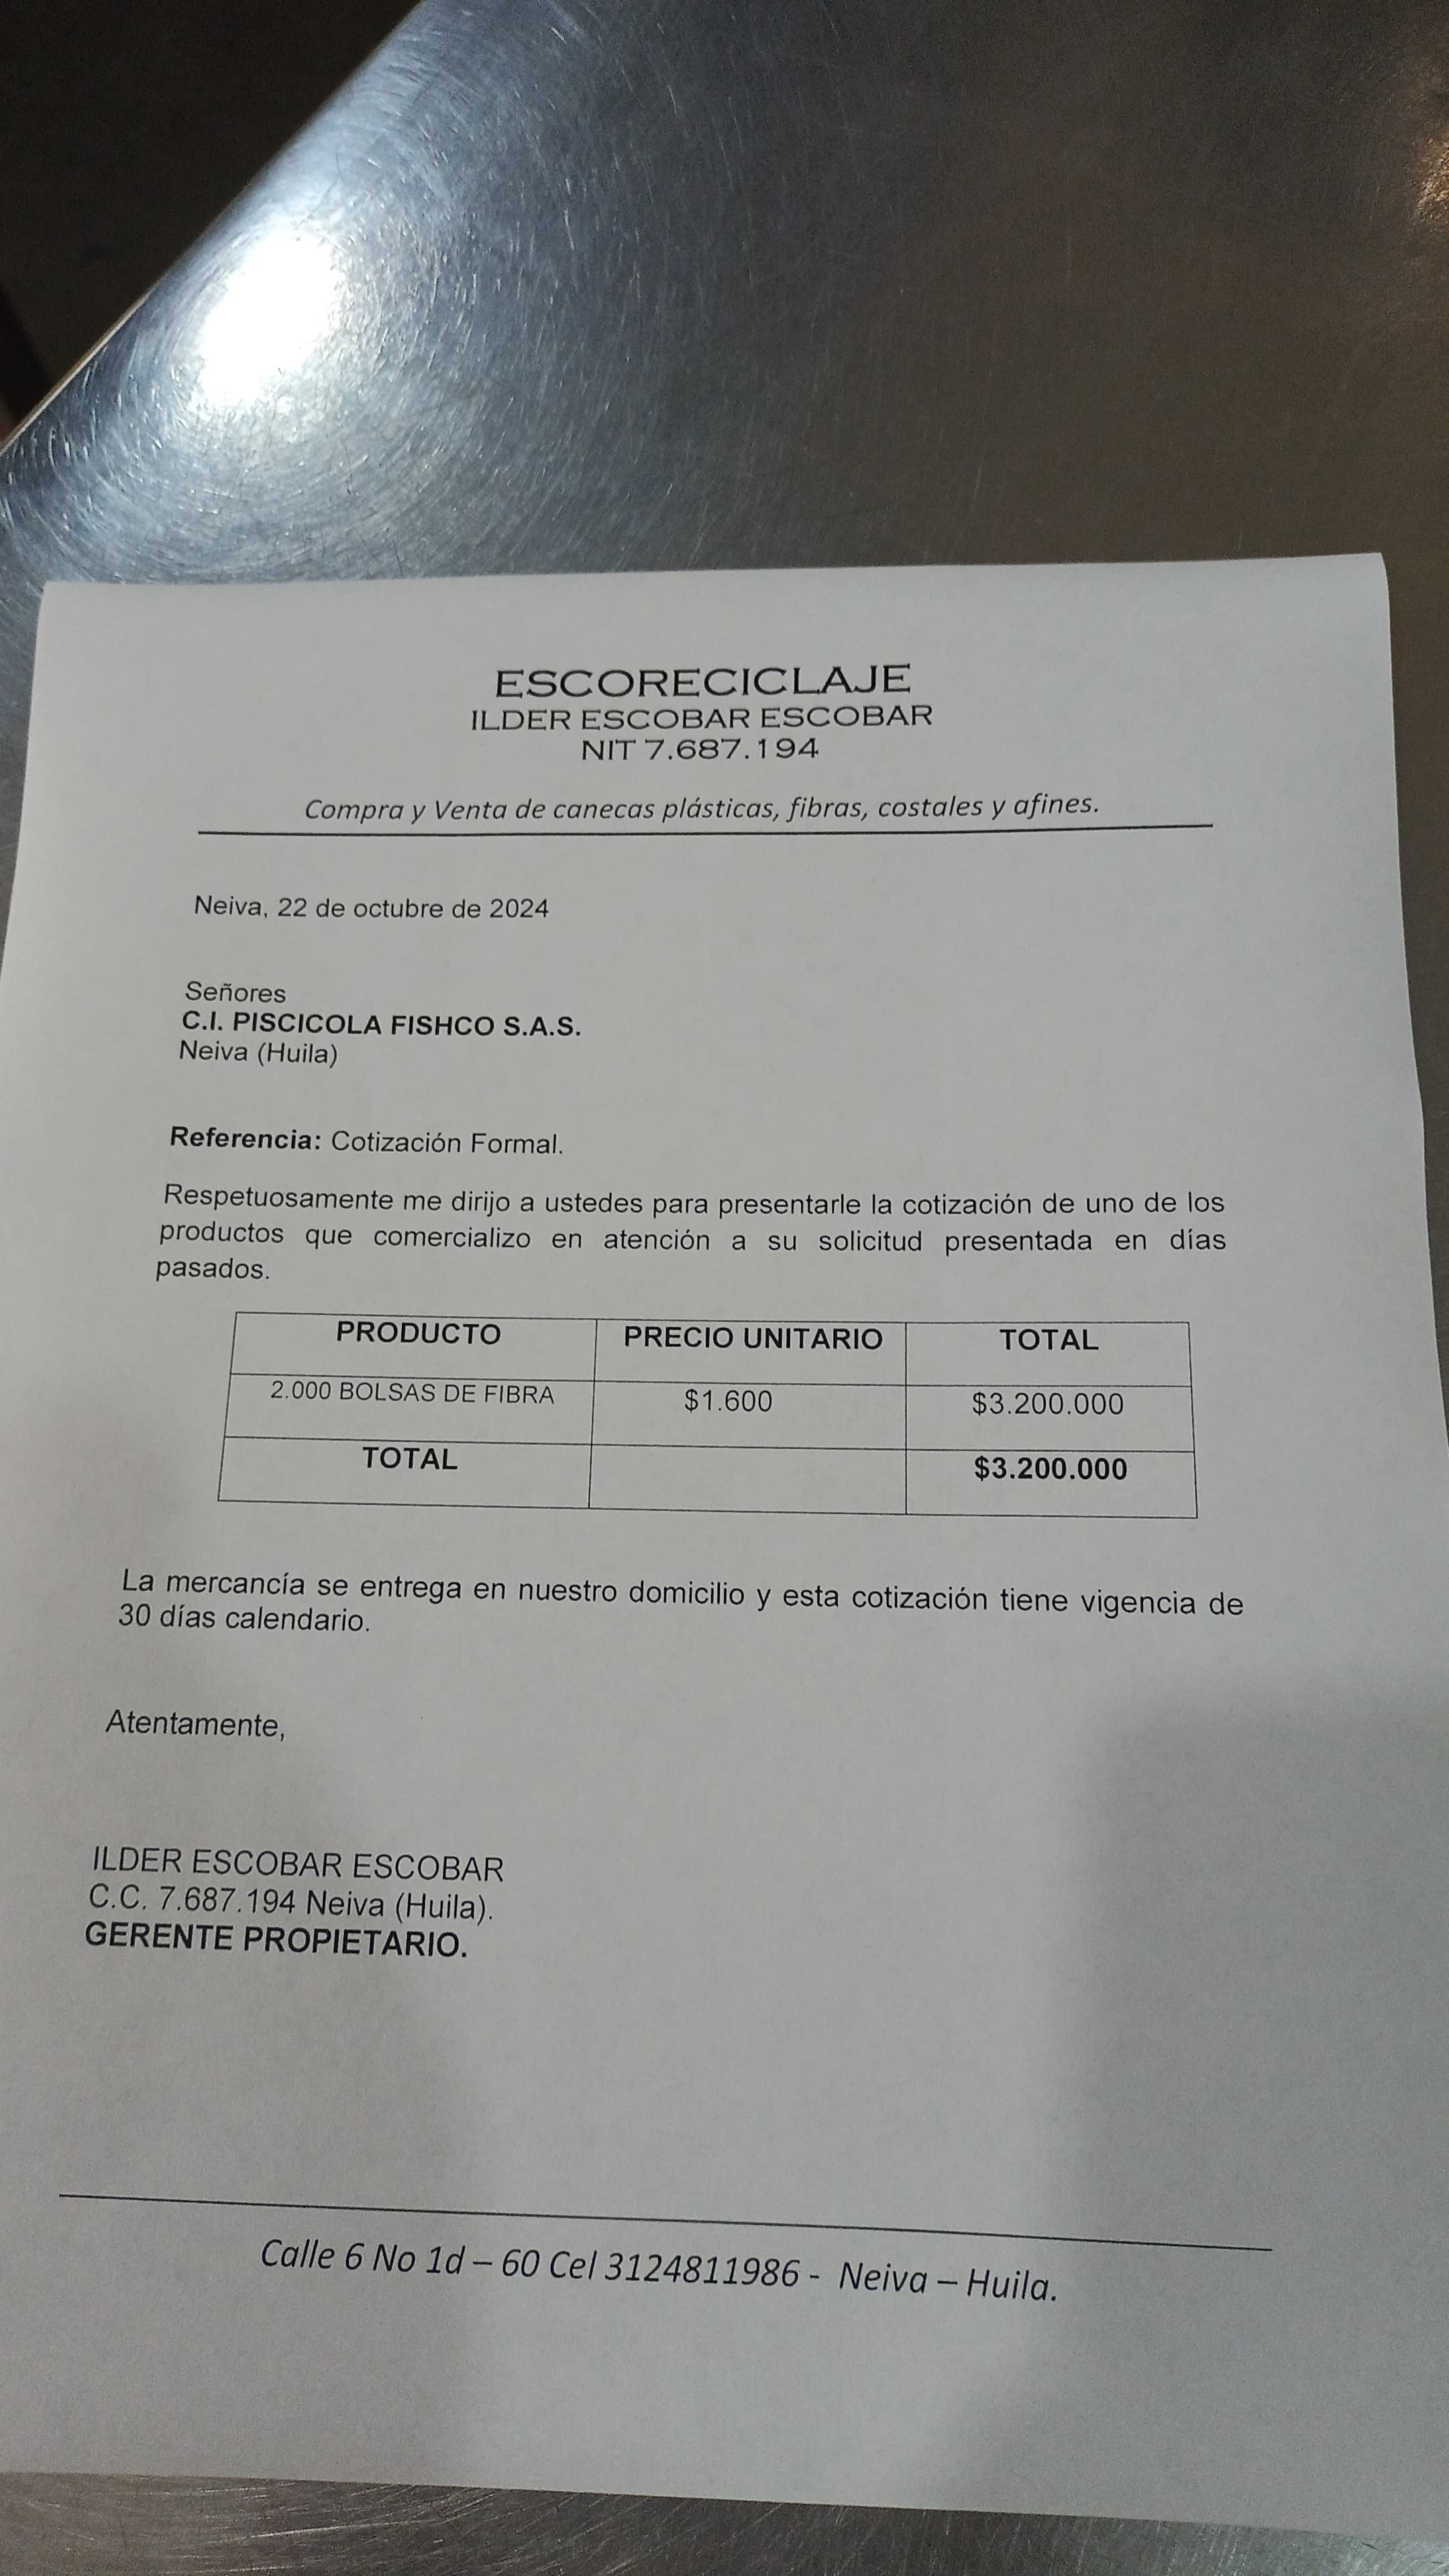 ESCORECICLAJE
ILDER ESCOBAR ESCOBAR
NIT 7.687.194
Compra y Venta de canecas plásticas, fibras, costales y afines.
Neiva, 22 de octubre de 2024
Señores
C.I. PISCICOLA FISHCO S.A.S.
Neiva (Huila)
Referencia: Cotización Formal.
Respetuosamente me dirijo a ustedes para presentarle la cotización de uno de los
productos que comercializo en atención a su solicitud presentada en días
pasados.
PRODUCTO PRECIO UNITARIO TOTAL
2.000 BOLSAS DE FIBRA $1.600 $3.200.000
TOTAL $3.200.000
La mercancía se entrega en nuestro domicilio y esta cotización tiene vigencia de
30 días calendario.
Atentamente,
ILDER ESCOBAR ESCOBAR
C.C. 7.687.194 Neiva (Huila).
GERENTE PROPIETARIO.
Calle 6 No 1d – 60 Cel 3124811986 - Neiva – Huila.